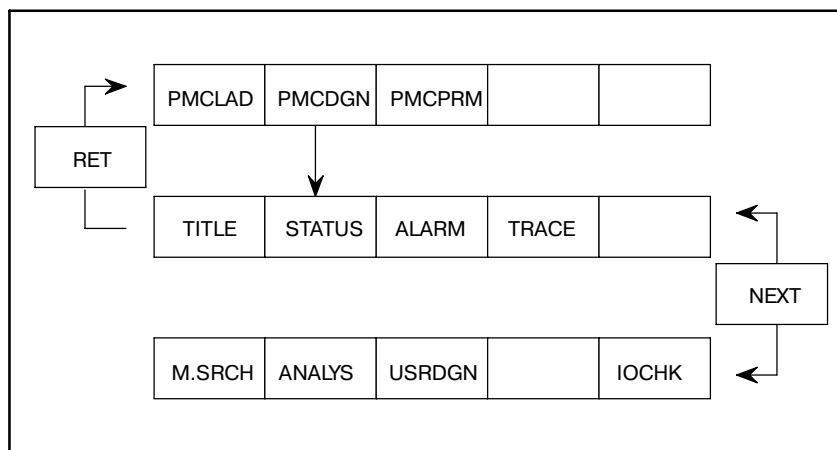 PMCLAD PMCDGN PMCPRM
RET
TITLE STATUS ALARM TRACE
NEXT
M.SRCH ANALYS USRDGN IOCHK